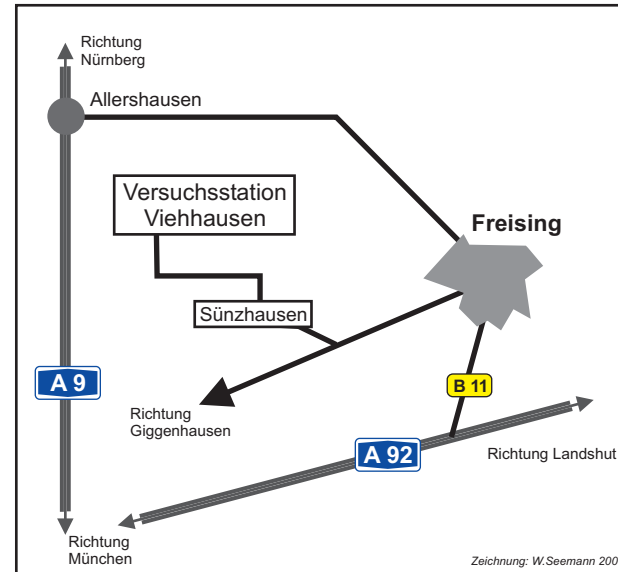 Richtung
Nürnberg
Allershausen
Versuchsstation
Viehhausen
Freising
Sünzhausen
A 9
B 11
Richtung
Giggenhausen
A 92
Richtung Landshut
Richtung
München
Zeichnung: W.Seemann 200